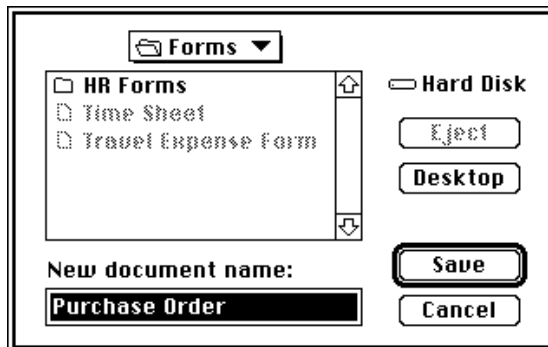 Forms
HR Forms
Time Sheet
Travel Expense Form
Hard Disk
Eject
Desktop
New document name:
Purchase Order
Save
Cancel